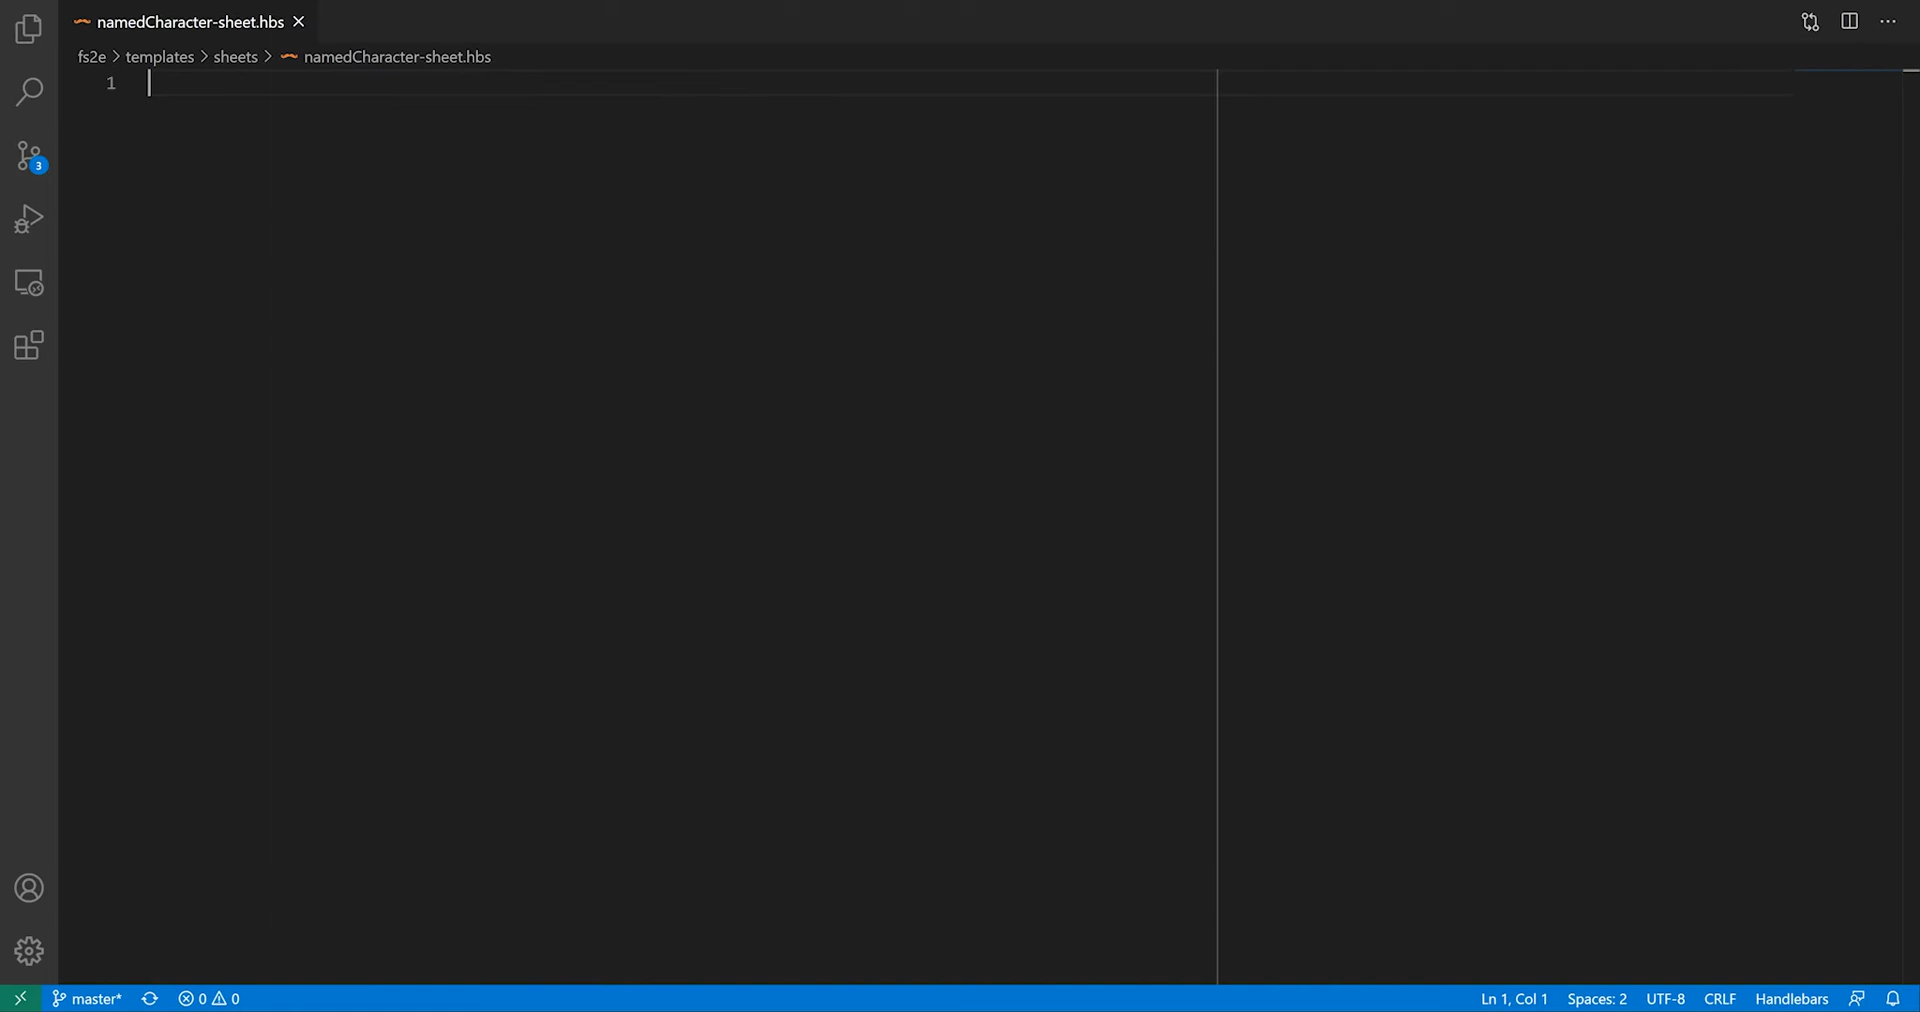 namedCharacter-sheet.hbs
fs2e > templates > sheets > namedCharacter-sheet.hbs
1
3
master* 0 0 Ln 1, Col 1 Spaces: 2 UTF-8 CRLF Handlebars